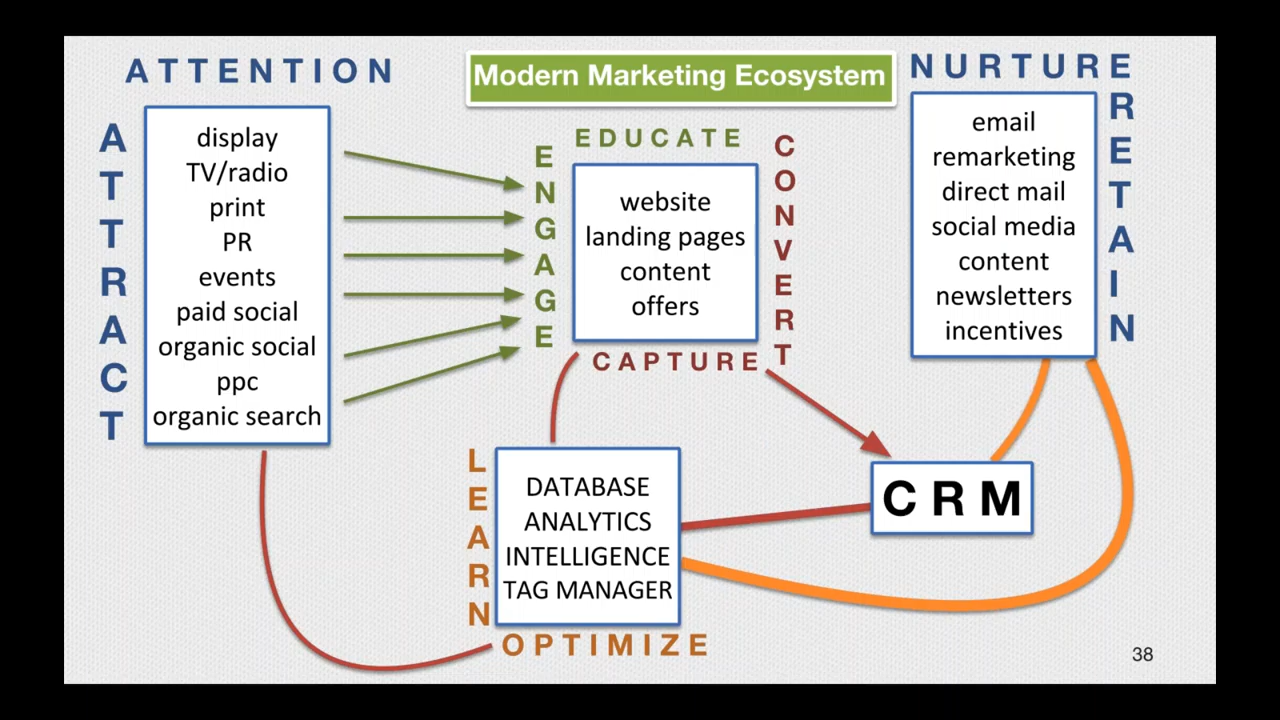 Modern Marketing Ecosystem
ATTENTION
ATTRACT
display
TV/radio
print
PR
events
paid social
organic social
ppc
organic search
EDUCATE
ENGAGE
website
landing pages
content
offers
CONVERT
CAPTURE
NURTURE
RETAIN
email
remarketing
direct mail
social media
content
newsletters
incentives
LEARN
DATABASE
ANALYTICS
INTELLIGENCE
TAG MANAGER
OPTIMIZE
CRM
38